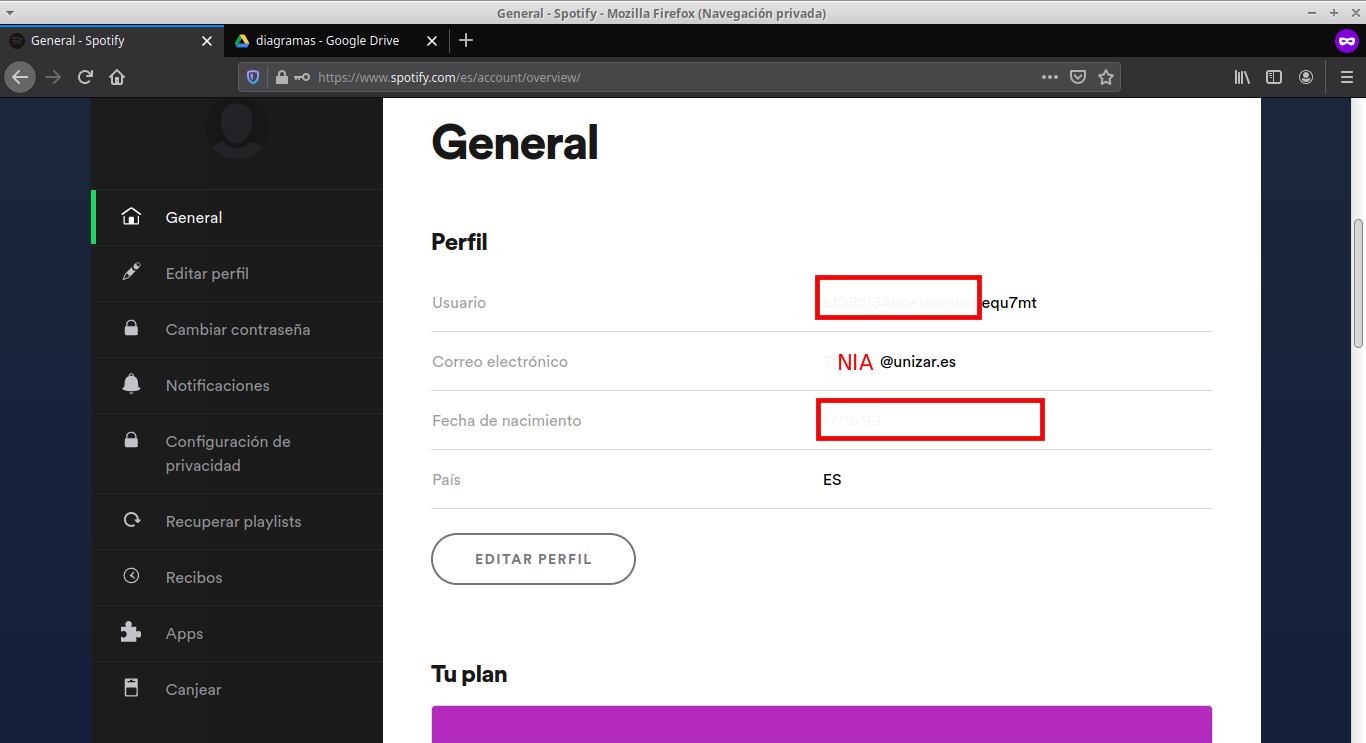 General - Spotify - Mozilla Firefox (Navegación privada)
General - Spotify
diagramas - Google Drive
https://www.spotify.com/es/account/overview/
General
Editar perfil
Cambiar contraseña
Notificaciones
Configuración de
privacidad
Recuperar playlists
Recibos
Apps
Canjear
General
Perfil
Usuario equ7mt
Correo electrónico NIA @unizar.es
Fecha de nacimiento
País ES
EDITAR PERFIL
Tu plan